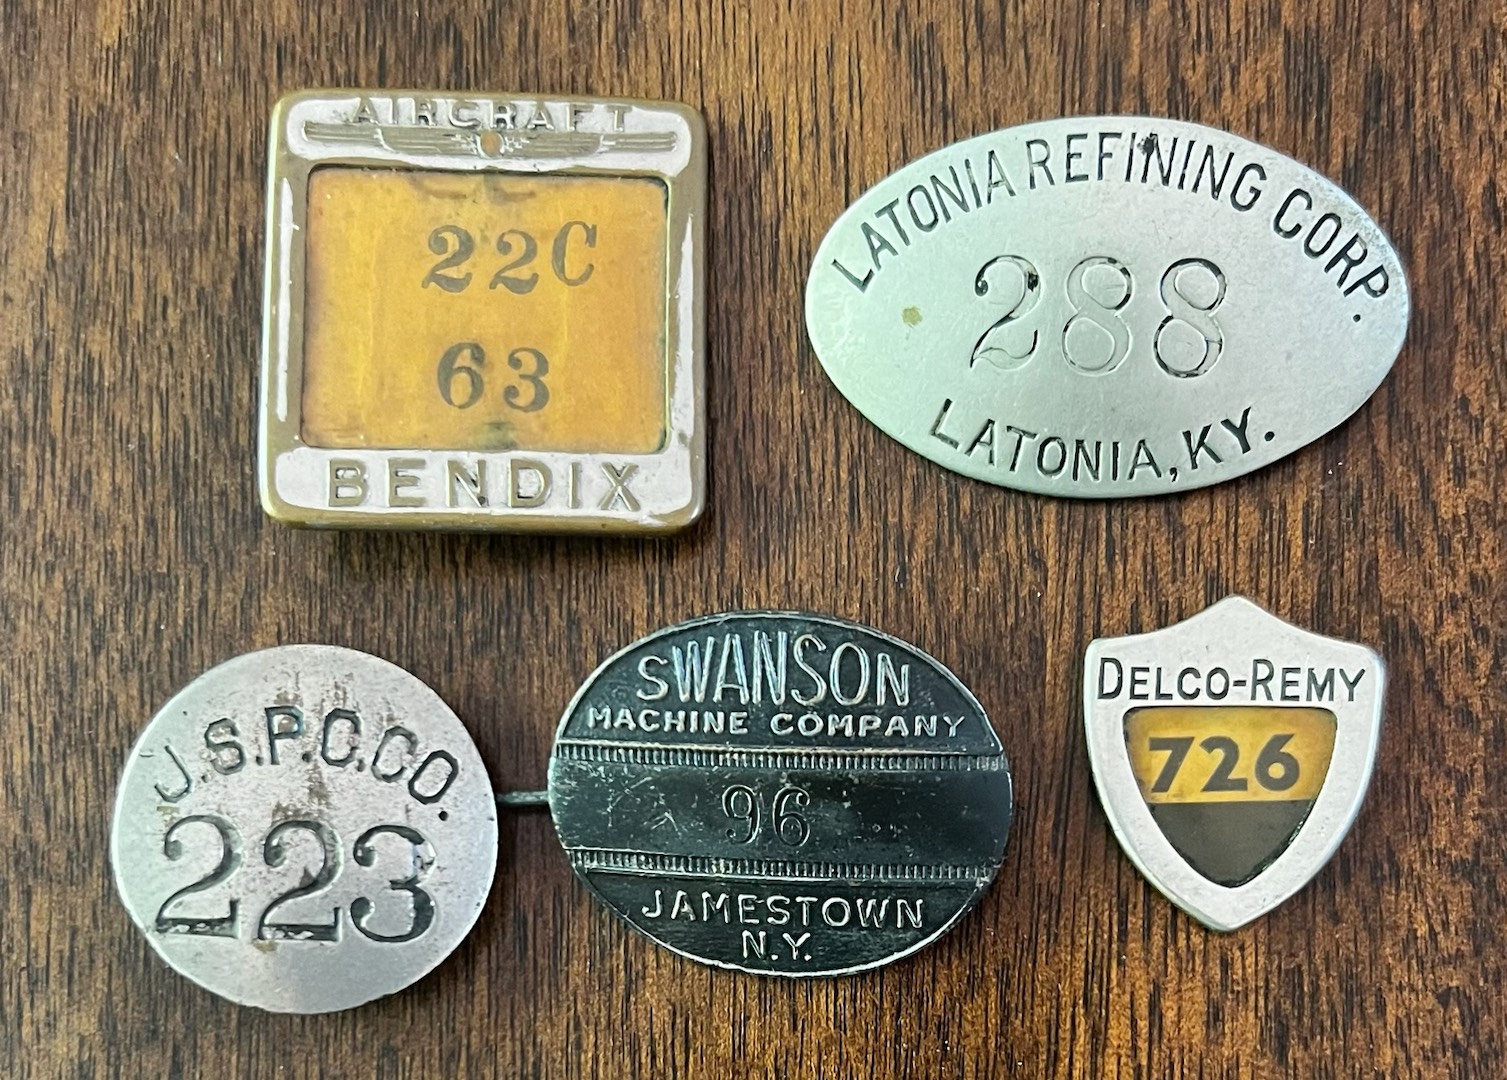 AIRCRAFT
22C
63
BENDIX
LATONIA REFINING CORP.
288
LATONIA, KY.
J.S.P.C.CO.
223
SWANSON
MACHINE COMPANY
96
JAMESTOWN
N.Y.
DELCO-REMY
726